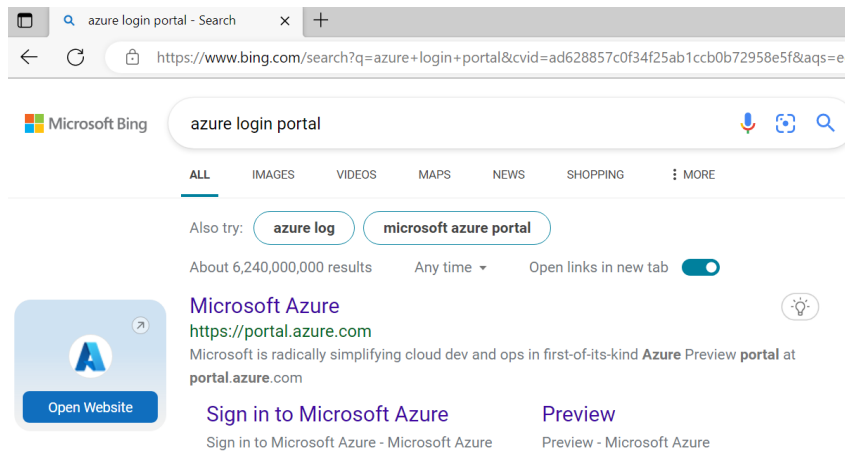 azure login portal - Search
https://www.bing.com/search?q=azure+login+portal&cvid=ad628857c0f34f25ab1ccb0b72958e5f&aqs=e
Microsoft Bing
azure login portal
ALL IMAGES VIDEOS MAPS NEWS SHOPPING MORE
Also try: azure log microsoft azure portal
About 6,240,000,000 results Any time Open links in new tab
Microsoft Azure
https://portal.azure.com
Microsoft is radically simplifying cloud dev and ops in first-of-its-kind Azure Preview portal at
portal.azure.com
Open Website
Sign in to Microsoft Azure Preview
Sign in to Microsoft Azure - Microsoft Azure Preview - Microsoft Azure